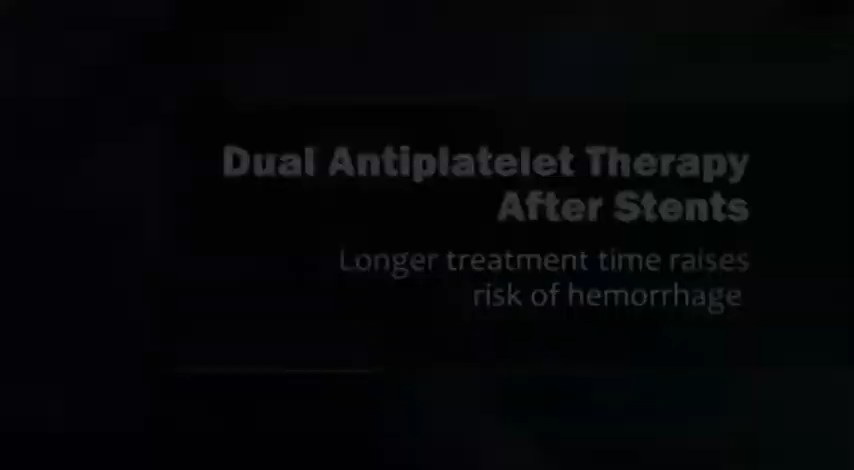 Dual Antiplatelet Therapy
After Stents
Longer treatment time raises
risk of hemorrhage